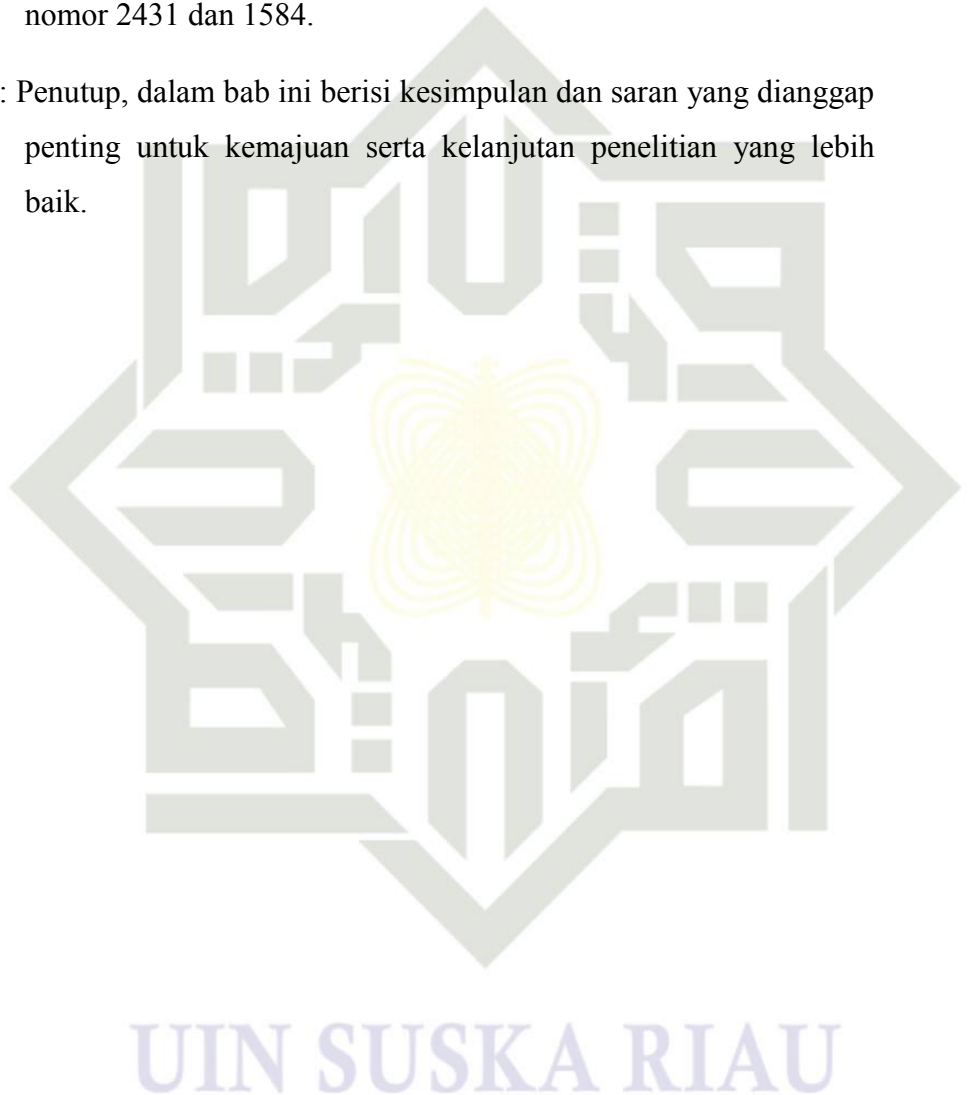 nomor 2431 dan 1584.
: Penutup, dalam bab ini berisi kesimpulan dan saran yang dianggap
penting untuk kemajuan serta kelanjutan penelitian yang lebih
baik.
UIN SUSKA RIAU